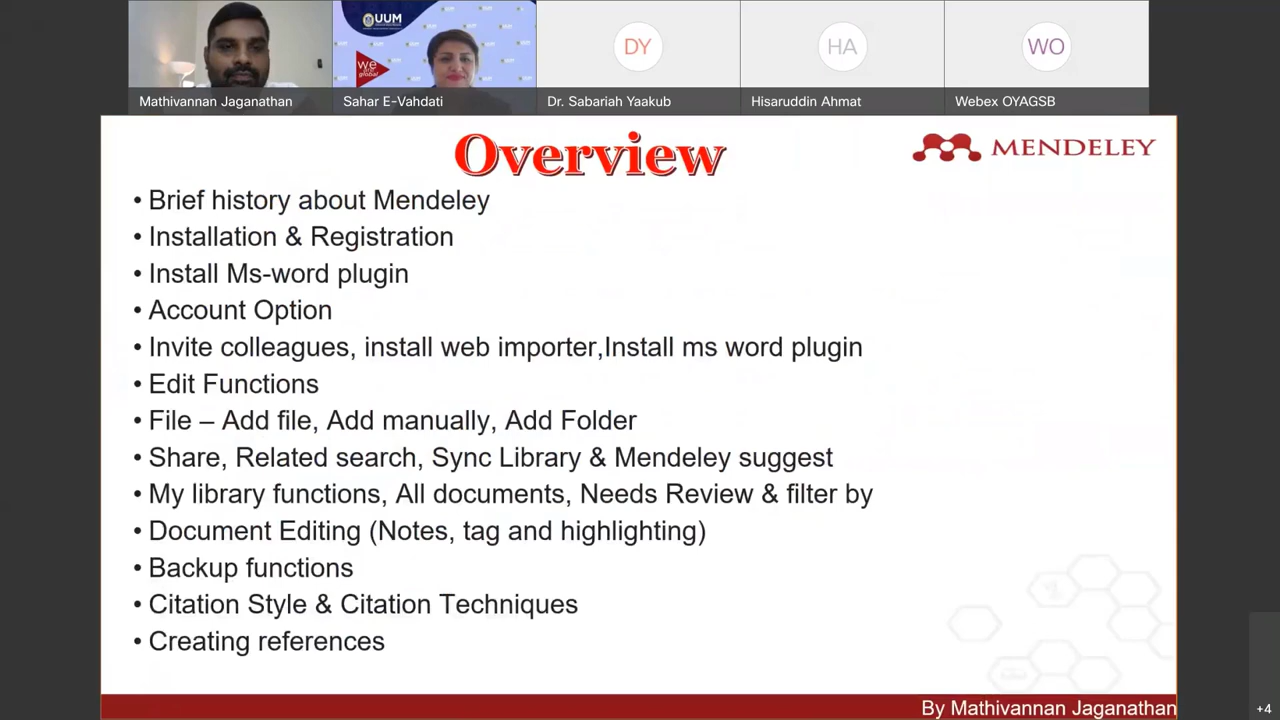 UUM
we
are
global
DY
HA
WO
Mathivannan Jaganathan
Sahar E-Vahdati
Dr. Sabariah Yaakub
Hisaruddin Ahmat
Webex OYAGSB
Overview
MENDELEY
• Brief history about Mendeley
• Installation & Registration
• Install Ms-word plugin
• Account Option
• Invite colleagues, install web importer,Install ms word plugin
• Edit Functions
• File – Add file, Add manually, Add Folder
• Share, Related search, Sync Library & Mendeley suggest
• My library functions, All documents, Needs Review & filter by
• Document Editing (Notes, tag and highlighting)
• Backup functions
• Citation Style & Citation Techniques
• Creating references
By Mathivannan Jaganathan
+4